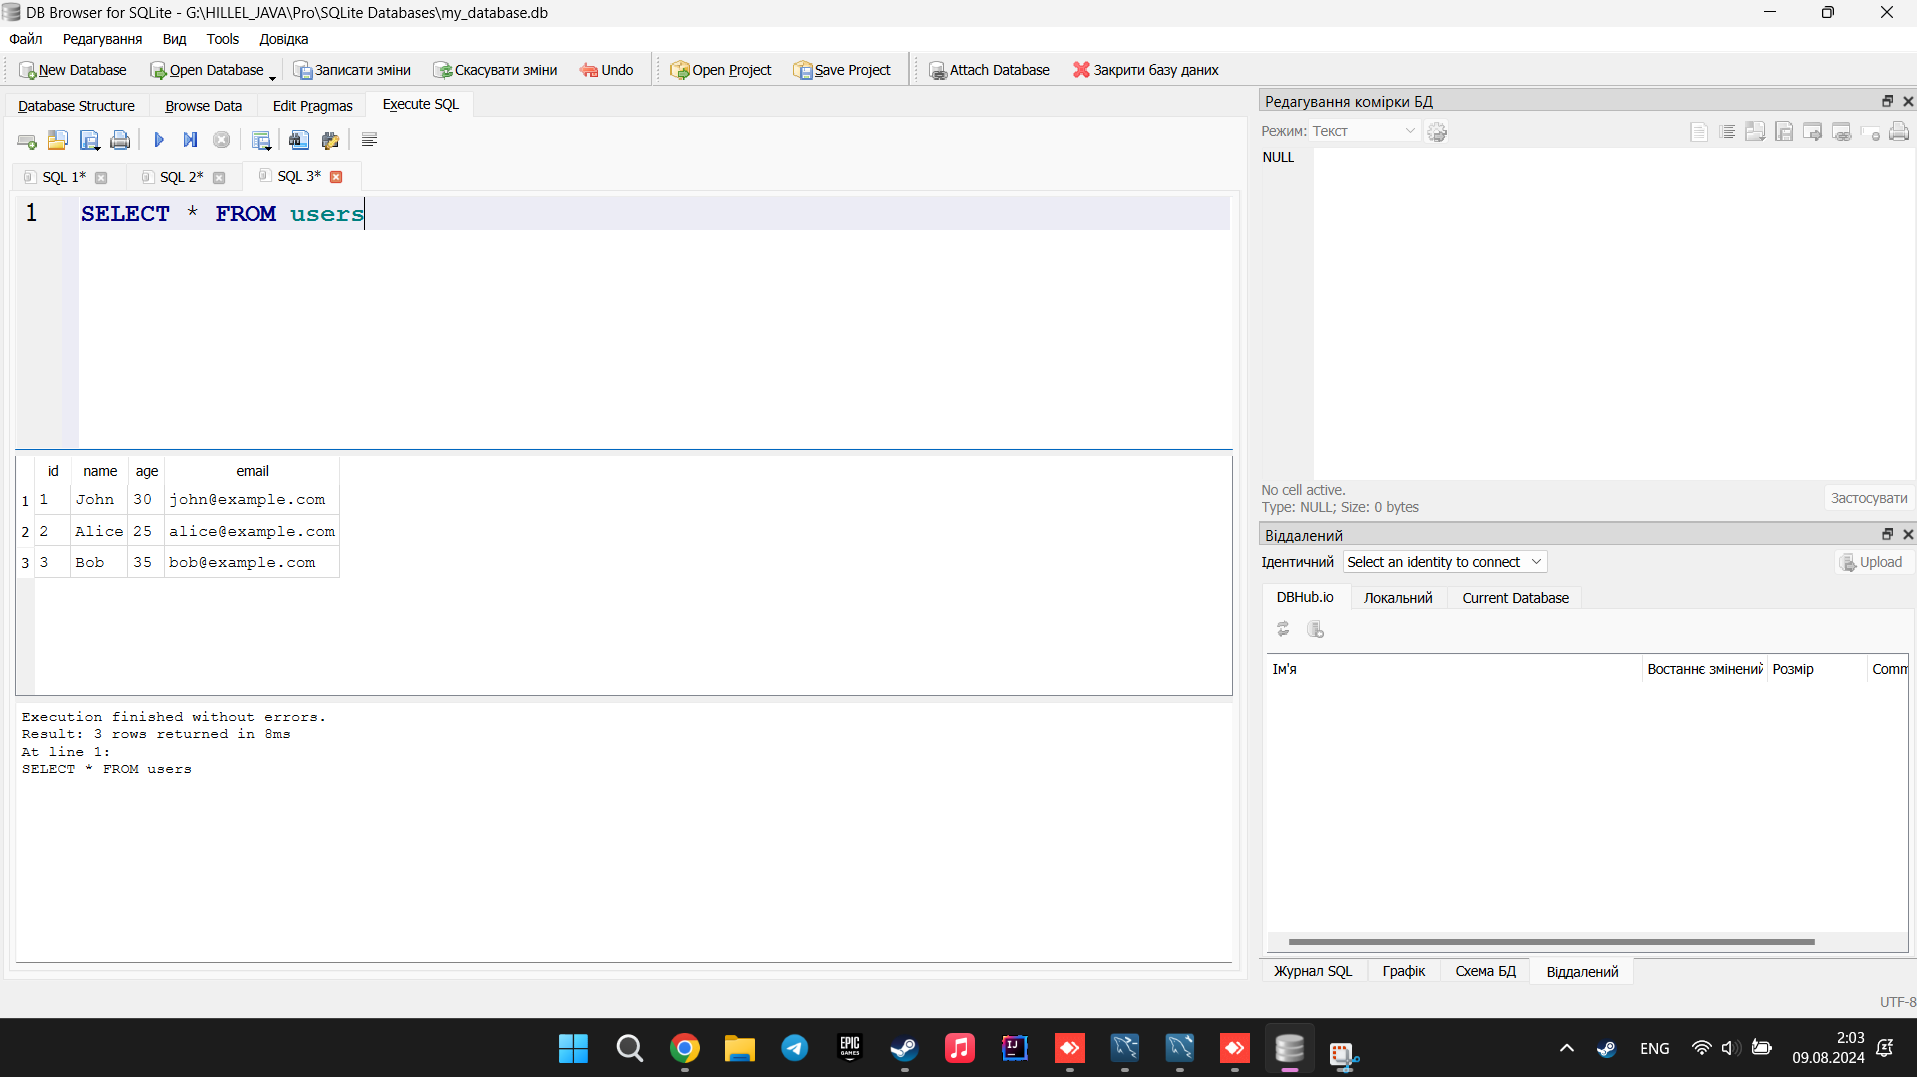 DB Browser for SQLite - G:\HILLEL_JAVA\Pro\SQLite Databases\my_database.db
Файл Редагування Вид Tools Довідка
New Database Open Database Записати зміни Скасувати зміни Undo Open Project Save Project Attach Database Закрити базу даних
Database Structure Browse Data Edit Pragmas Execute SQL
SQL 1* SQL 2* SQL 3*
1 SELECT * FROM users
id name age email
1 1 John 30 john@example.com
2 2 Alice 25 alice@example.com
3 3 Bob 35 bob@example.com
Execution finished without errors.
Result: 3 rows returned in 8ms
At line 1:
SELECT * FROM users
Редагування комірки БД
Режим: Текст
NULL
No cell active.
Type: NULL; Size: 0 bytes
Застосувати
Віддалений
Ідентичний Select an identity to connect Upload
DBHub.io Локальний Current Database
Ім'я Востаннє змінений Розмір Comm
Журнал SQL Графік Схема БД Віддалений
UTF-8
EPIC GAMES
IJ
ENG
2:03
09.08.2024